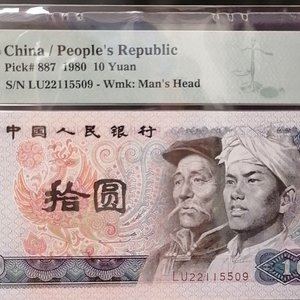 China / People's Republic
Pick# 887 1980 10 Yuan
S/N LU22115509 - Wmk: Man's Head
中国人民银行
拾圆
LU22115509